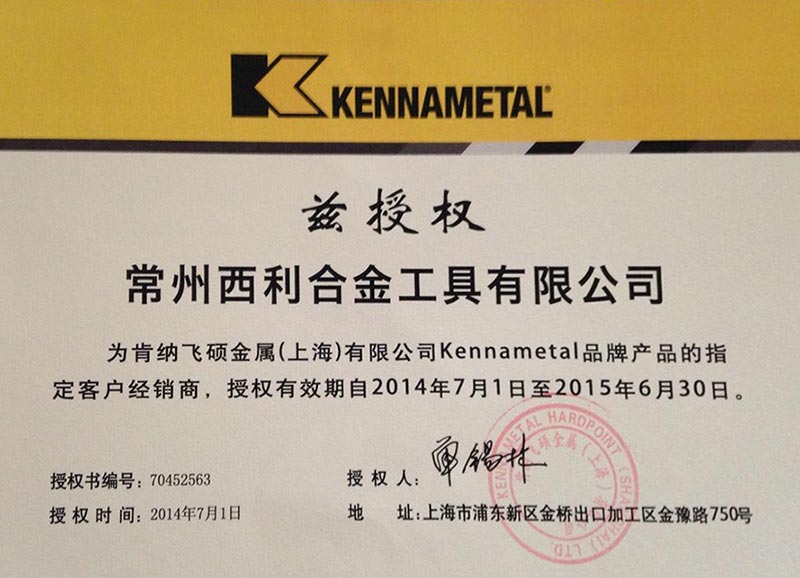 KENNAMETAL®
兹授权
常州西利合金工具有限公司
为肯纳飞硕金属(上海)有限公司Kennametal品牌产品的指
定客户经销商，授权有效期自2014年7月1日至2015年6月30日。
授权书编号: 70452563
授权人:
授权时间: 2014年7月1日
地址: 上海市浦东新区金桥出口加工区金豫路750号
KENNAMETAL HARDPOINT (SHANGHAI) LTD.